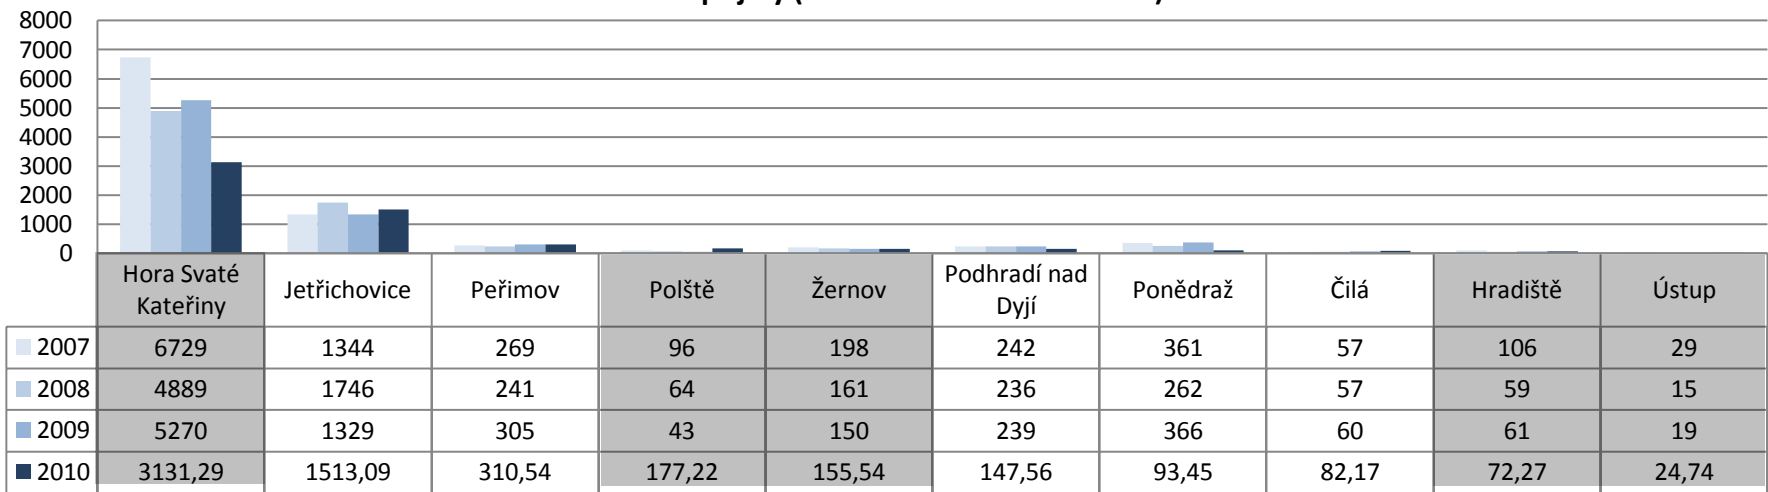 8000
7000
6000
5000
4000
3000
2000
1000
0
Hora Svaté
Kateřiny
Jetřichovice
Peřimov
Polště
Žernov
Podhradí nad
Dyjí
Ponědraž
Čilá
Hradiště
Ústup
2007 6729 1344 269 96 198 242 361 57 106 29
2008 4889 1746 241 64 161 236 262 57 59 15
2009 5270 1329 305 43 150 239 366 60 61 19
2010 3131,29 1513,09 310,54 177,22 155,54 147,56 93,45 82,17 72,27 24,74